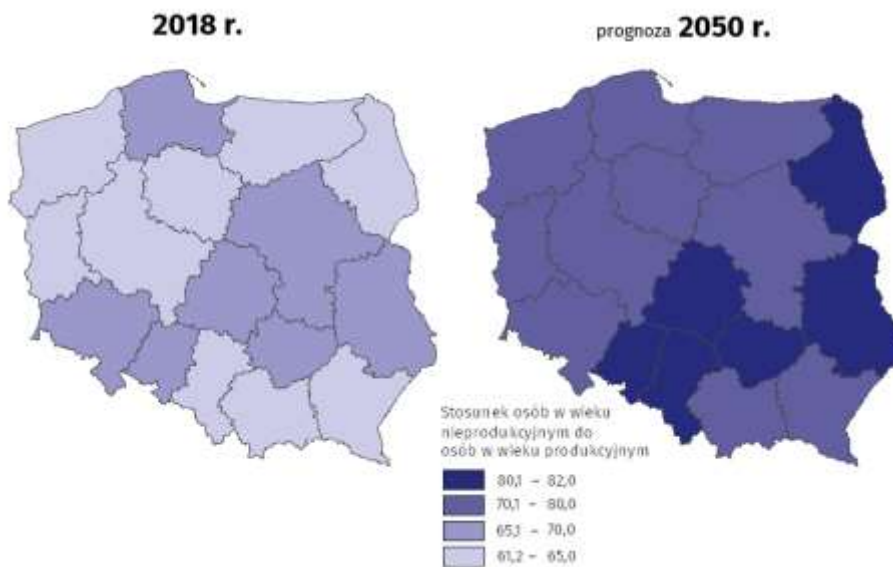 2018 r.
prognoza 2050 r.
Stosunek osób w wieku
nieprodukcyjnym do
osób w wieku produkcyjnym
80,1 – 82,0
70,1 – 80,0
65,1 – 70,0
61,2 – 65,0